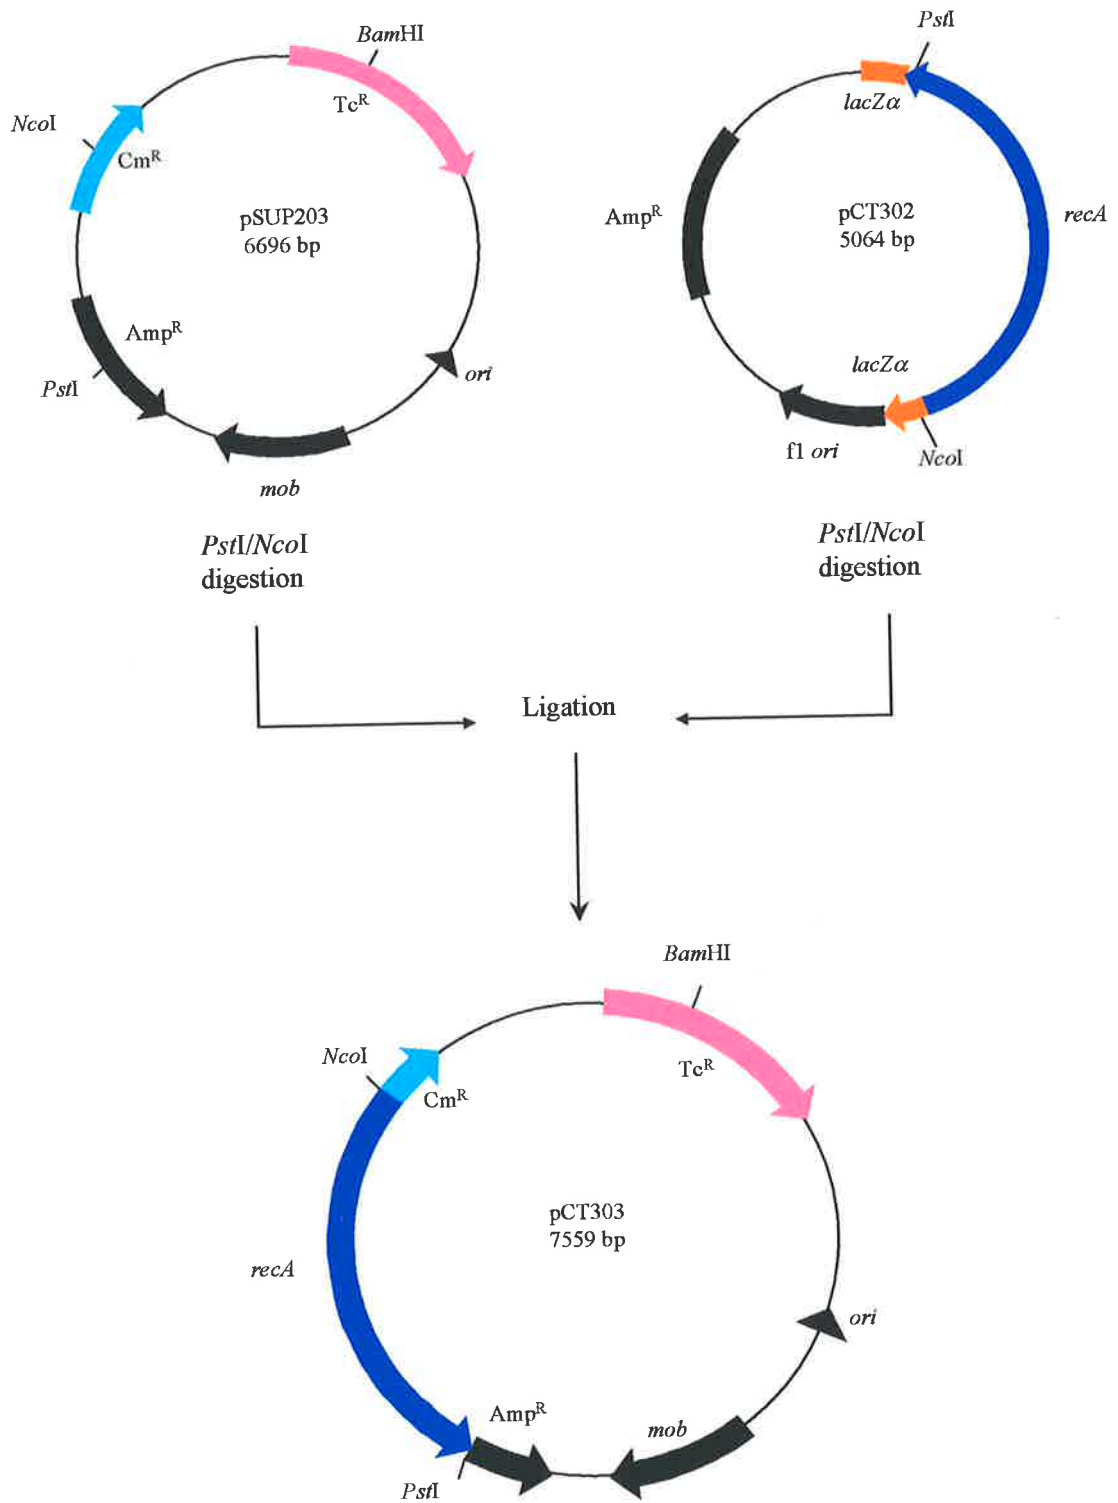 BamHI
TcR
NcoI
CmR
pSUP203
6696 bp
AmpR
PstI
ori
mob
PstI/NcoI
digestion
PstI
lacZα
AmpR
pCT302
5064 bp
recA
lacZα
f1 ori
NcoI
PstI/NcoI
digestion
Ligation
BamHI
NcoI
TcR
CmR
pCT303
7559 bp
recA
ori
AmpR
mob
PstI